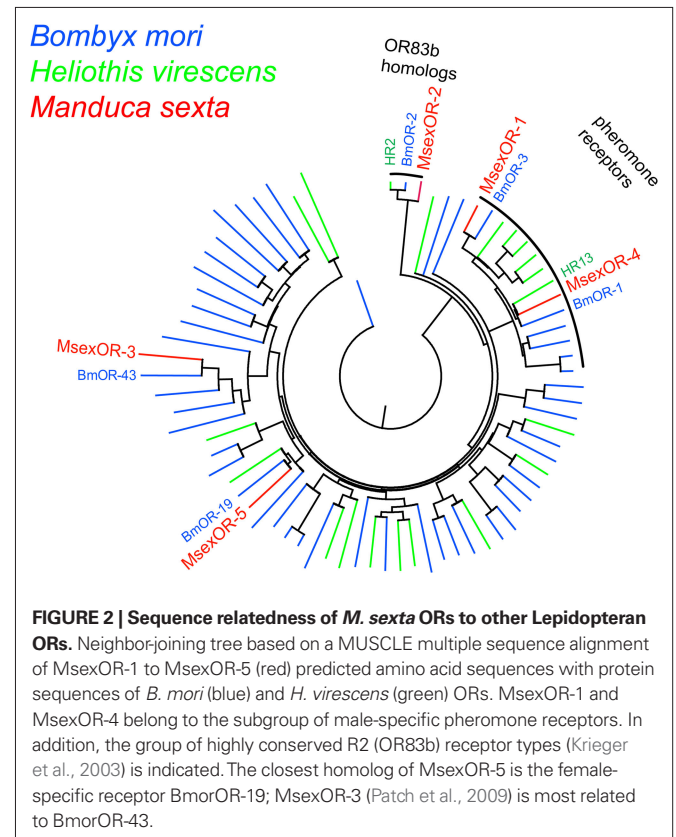 Bombyx mori
Heliothis virescens
Manduca sexta
OR83b
homologs
HR2
BmOR-2
MsexOR-2
MsexOR-1
BmOR-3
pheromone
receptors
HR13
MsexOR-4
BmOR-1
MsexOR-3
BmOR-43
BmOR-19
MsexOR-5
FIGURE 2 | Sequence relatedness of M. sexta ORs to other Lepidopteran
ORs. Neighbor-joining tree based on a MUSCLE multiple sequence alignment
of MsexOR-1 to MsexOR-5 (red) predicted amino acid sequences with protein
sequences of B. mori (blue) and H. virescens (green) ORs. MsexOR-1 and
MsexOR-4 belong to the subgroup of male-specific pheromone receptors. In
addition, the group of highly conserved R2 (OR83b) receptor types (Krieger
et al., 2003) is indicated. The closest homolog of MsexOR-5 is the female-
specific receptor BmorOR-19; MsexOR-3 (Patch et al., 2009) is most related
to BmorOR-43.